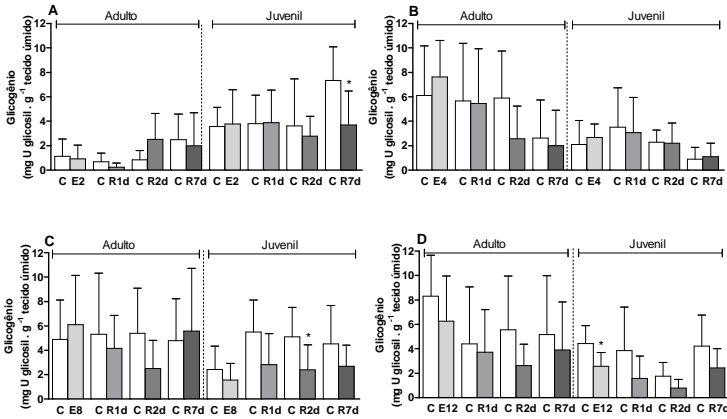 A
Adulto
Juvenil
Glicogênio
(mg U glicosil . g⁻¹ tecido úmido)
12
10
8
6
4
2
0
*
C E2 C R1d C R2d C R7d C E2 C R1d C R2d C R7d
B
Adulto
Juvenil
Glicogênio
(mg U glicosil . g⁻¹ tecido úmido)
12
10
8
6
4
2
0
C E4 C R1d C R2d C R7d C E4 C R1d C R2d C R7d
C
Adulto
Juvenil
Glicogênio
(mg U glicosil . g⁻¹ tecido úmido)
12
10
8
6
4
2
0
*
C E8 C R1d C R2d C R7d C E8 C R1d C R2d C R7d
D
Adulto
Juvenil
Glicogênio
(mg U glicosil . g⁻¹ tecido úmido)
12
10
8
6
4
2
0
*
C E12 C R1d C R2d C R7d C E12 C R1d C R2d C R7d